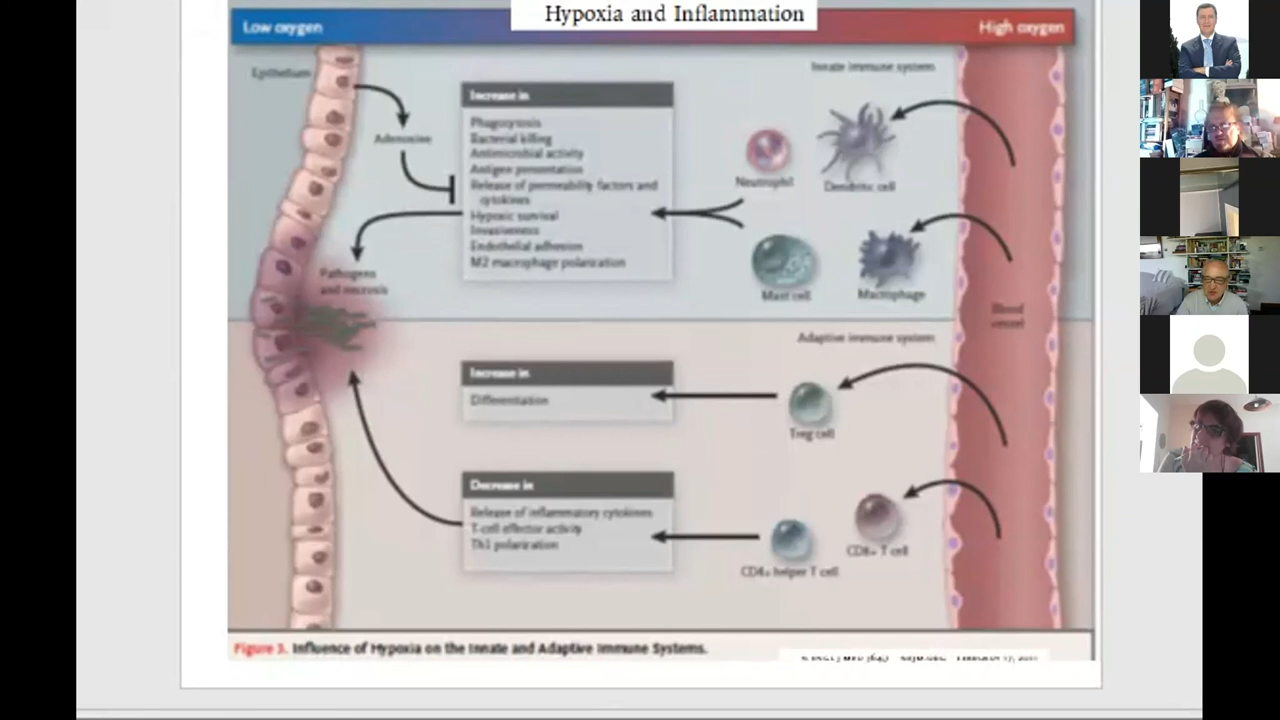 Hypoxia and Inflammation
Low oxygen
High oxygen
Epithelium
Innate immune system
Increase in
Phagocytosis
Bacterial killing
Antimicrobial activity
Antigen presentation
Release of permeability factors and
cytokines
Hypoxic survival
Invasiveness
Endothelial adhesion
M2 macrophage polarization
Adenosine
Neutrophil
Dendritic cell
Pathogens
and necrosis
Mast cell
Macrophage
Blood
vessel
Adaptive immune system
Increase in
Differentiation
Treg cell
Decrease in
Release of inflammatory cytokines
T-cell effector activity
Th1 polarization
CD8+ T cell
CD4+ helper T cell
Figure 3. Influence of Hypoxia on the Innate and Adaptive Immune Systems.